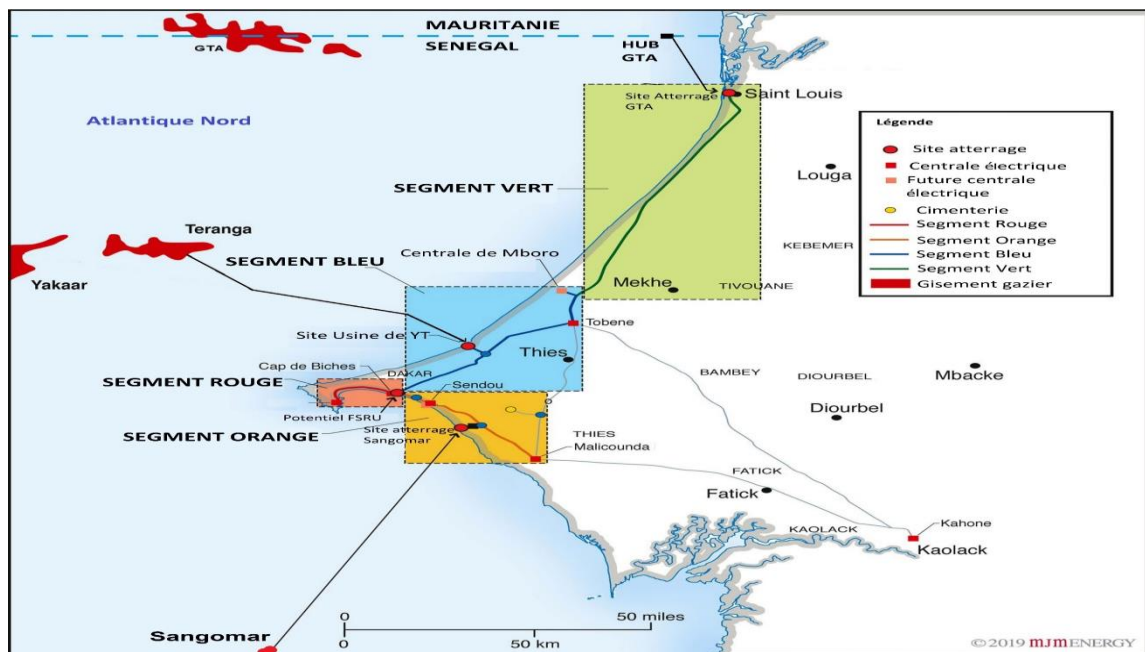 MAURITANIE
SENEGAL
GTA
HUB
GTA
Site Atterrage
GTA
Saint Louis
Atlantique Nord
Légende
Site atterrage
Centrale électrique
Future centrale
électrique
Cimenterie
Segment Rouge
Segment Orange
Segment Bleu
Segment Vert
Gisement gazier
Louga
SEGMENT VERT
Teranga
KEBEMER
Yakaar
SEGMENT BLEU
Centrale de Mboro
Mekhe
TIVOUANE
Site Usine de YT
Tobene
Thies
Cap de Biches
DAKAR
BAMBEY
DIOURBEL
Mbacke
SEGMENT ROUGE
Sendou
Diourbel
Potentiel FSRU
SEGMENT ORANGE
Site atterrage
Sangomar
THIES
Malicounda
FATICK
Fatick
KAOLACK
Kahone
Kaolack
0
50 miles
0
50 km
Sangomar
©2019 MJMENERGY